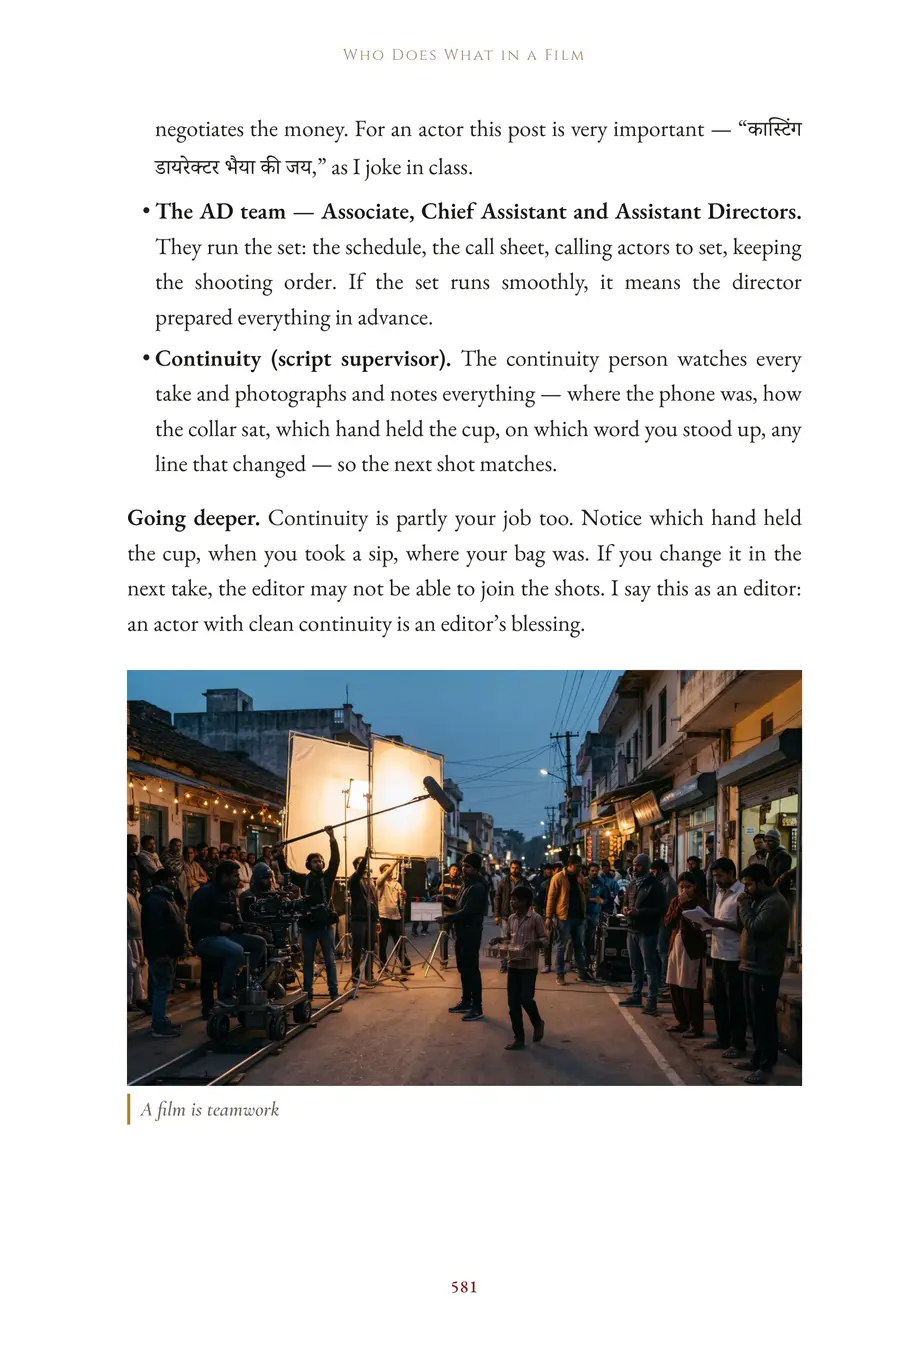 WHO DOES WHAT IN A FILM
negotiates the money. For an actor this post is very important — “कास्टिंग
डायरेक्टर भैया की जय,” as I joke in class.
• The AD team — Associate, Chief Assistant and Assistant Directors.
They run the set: the schedule, the call sheet, calling actors to set, keeping
the shooting order. If the set runs smoothly, it means the director
prepared everything in advance.
• Continuity (script supervisor). The continuity person watches every
take and photographs and notes everything — where the phone was, how
the collar sat, which hand held the cup, on which word you stood up, any
line that changed — so the next shot matches.
Going deeper. Continuity is partly your job too. Notice which hand held
the cup, when you took a sip, where your bag was. If you change it in the
next take, the editor may not be able to join the shots. I say this as an editor:
an actor with clean continuity is an editor’s blessing.
A film is teamwork
581